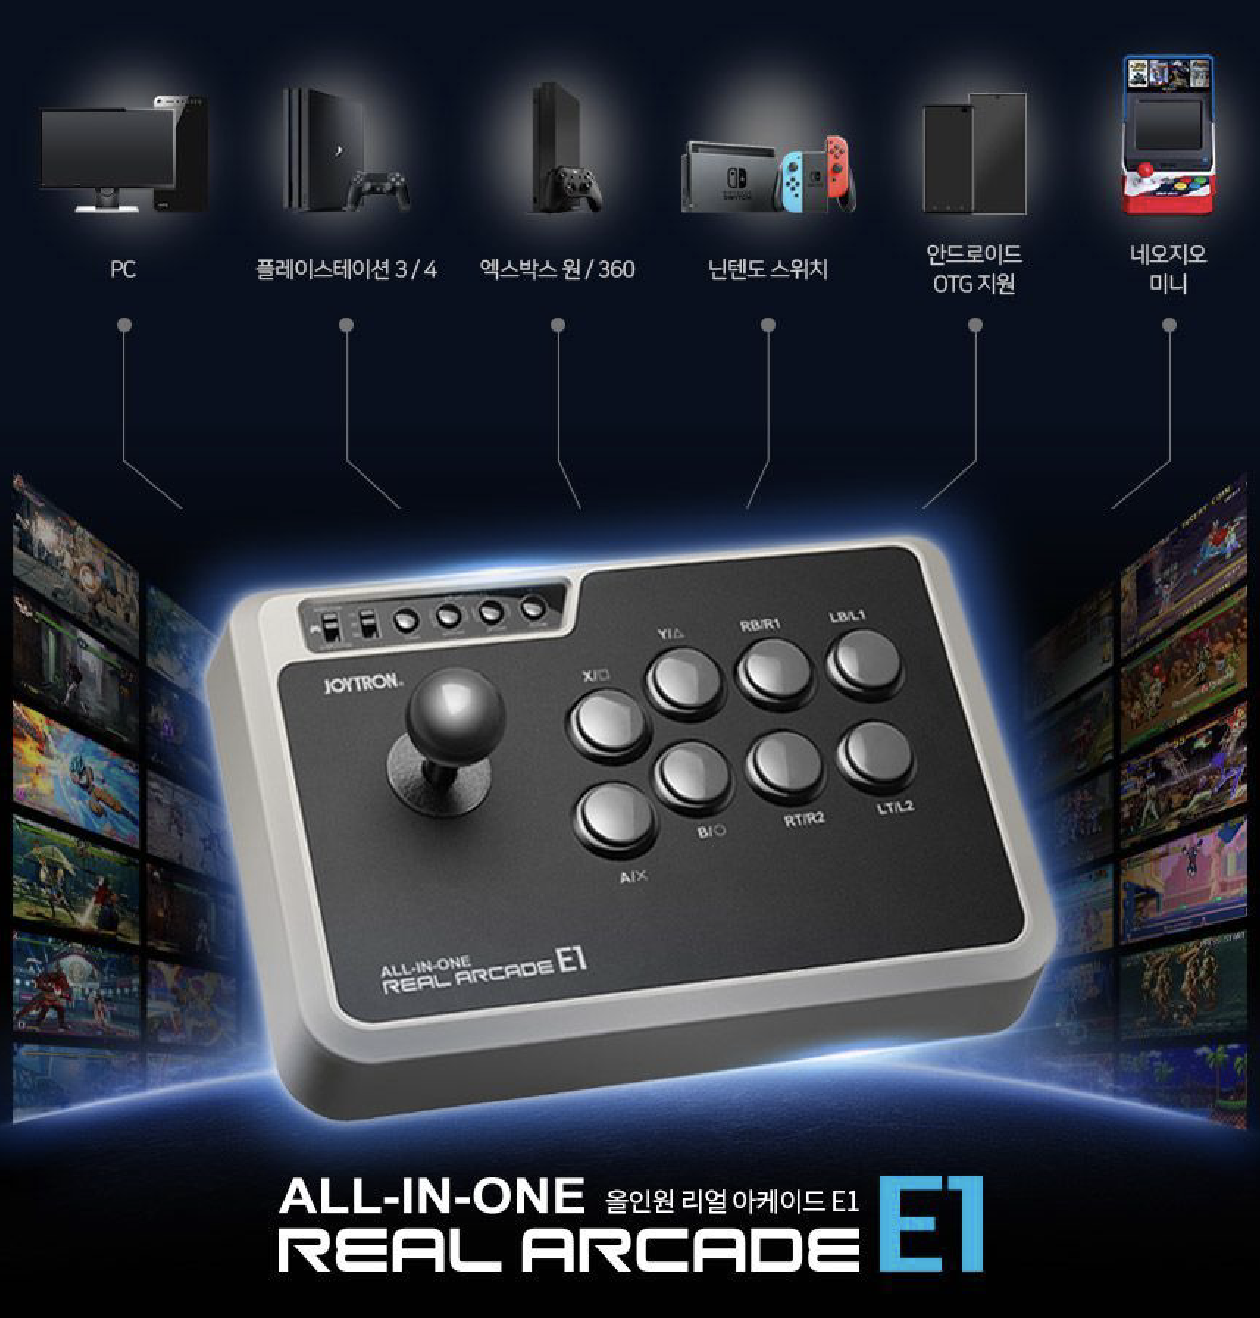 PC
플레이스테이션 3 / 4
엑스박스 원 / 360
닌텐도 스위치
안드로이드
OTG 지원
네오지오
미니
JOYTRON
X/□
Y/△
RB/R1
LB/L1
A/X
B/○
RT/R2
LT/L2
ALL-IN-ONE
REAL ARCADE E1
ALL-IN-ONE 올인원 리얼 아케이드 E1
REAL ARCADE E1